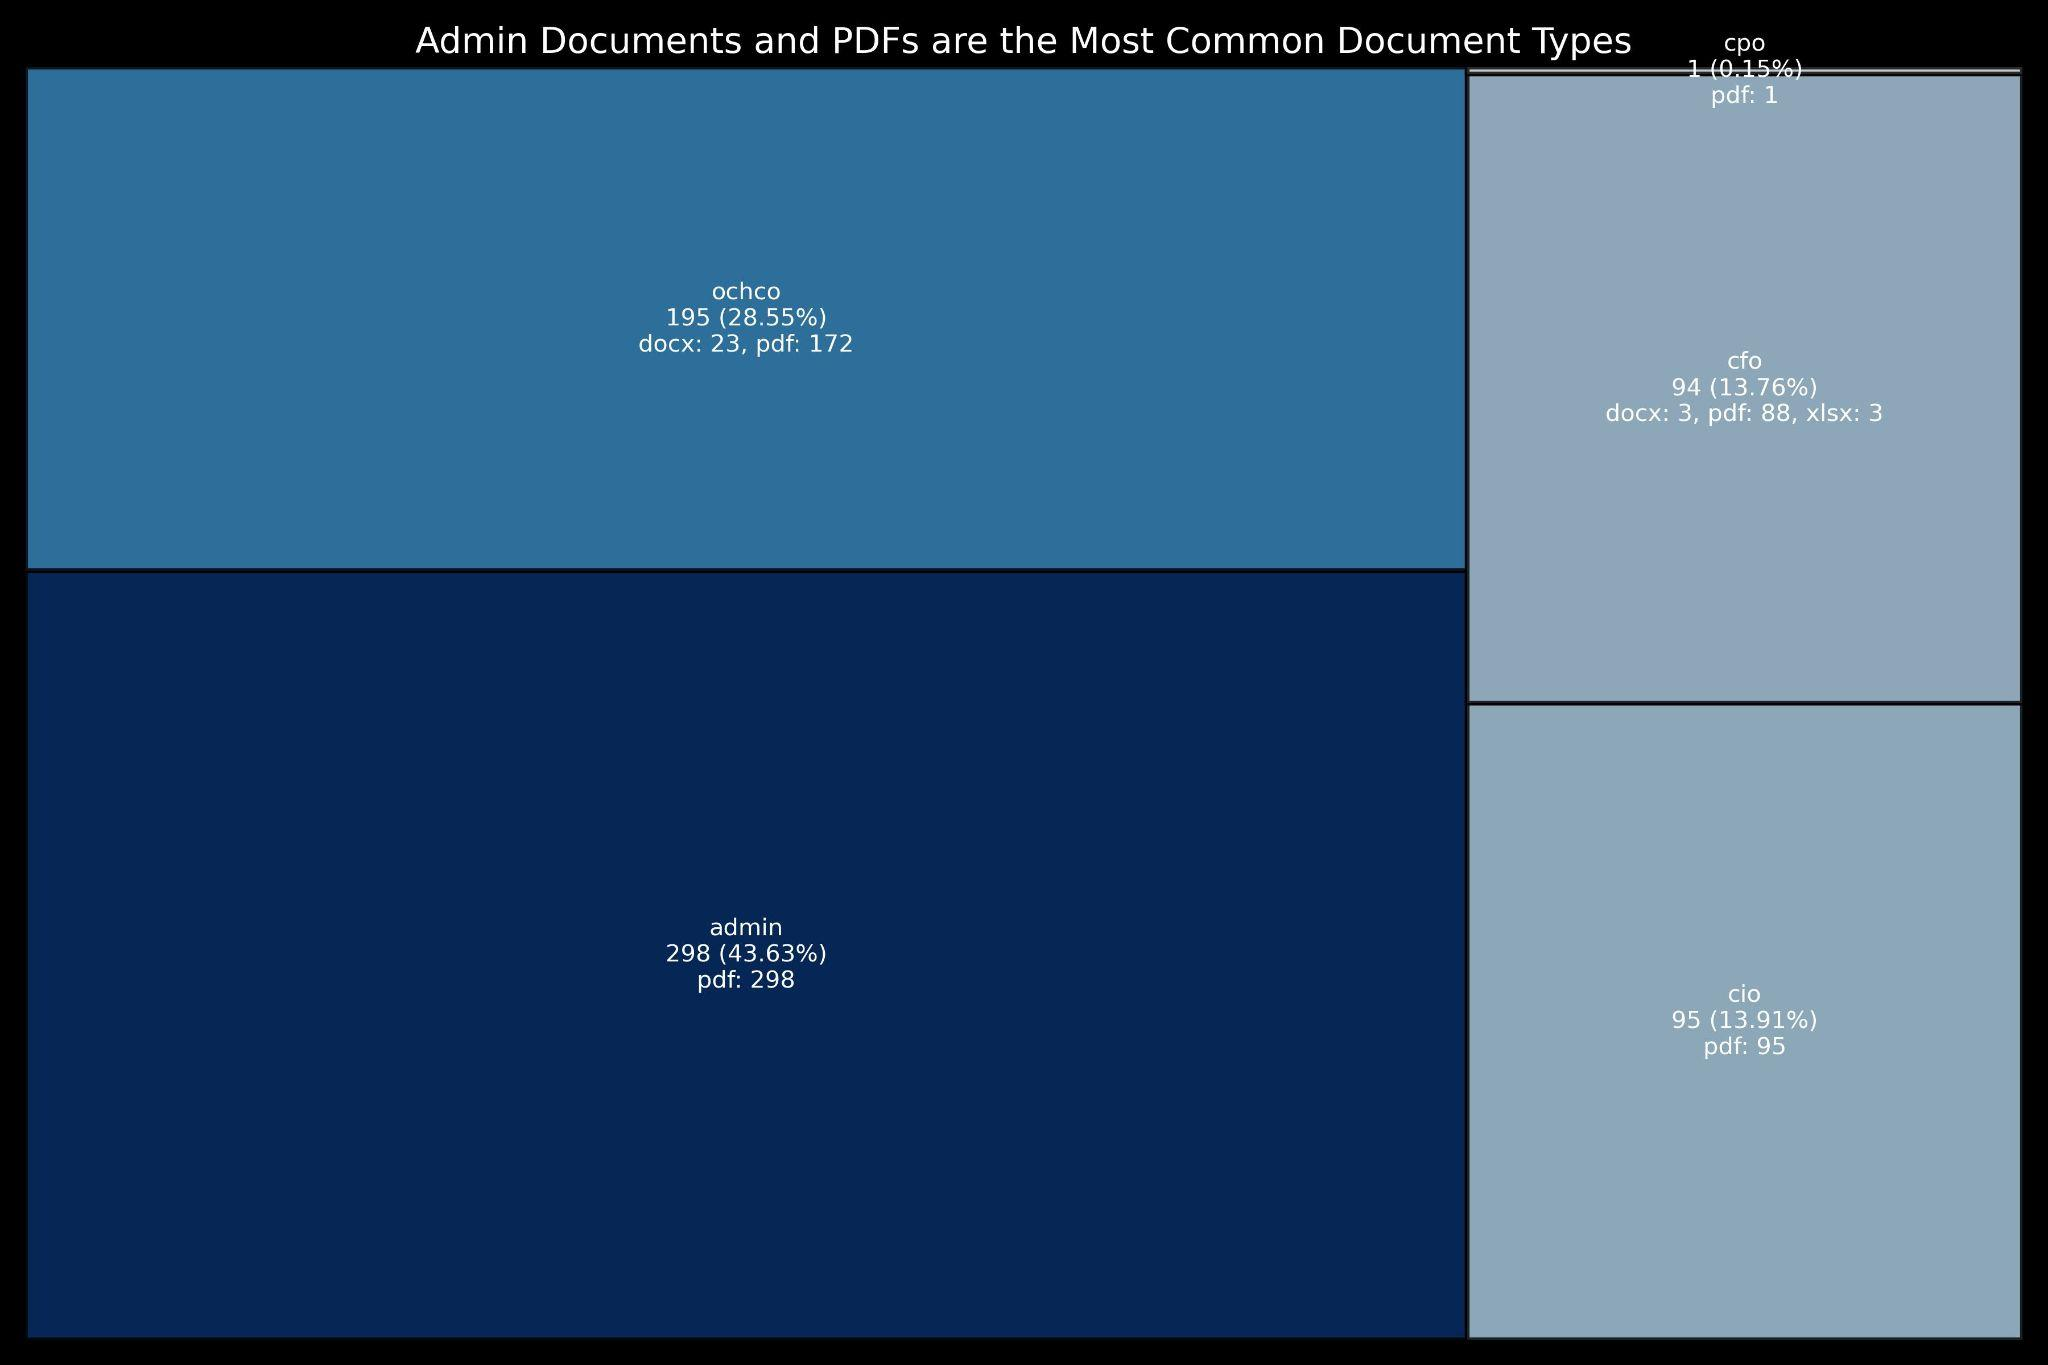 Admin Documents and PDFs are the Most Common Document Types
cpo
1 (0.15%)
pdf: 1
ochco
195 (28.55%)
docx: 23, pdf: 172
cfo
94 (13.76%)
docx: 3, pdf: 88, xlsx: 3
admin
298 (43.63%)
pdf: 298
cio
95 (13.91%)
pdf: 95